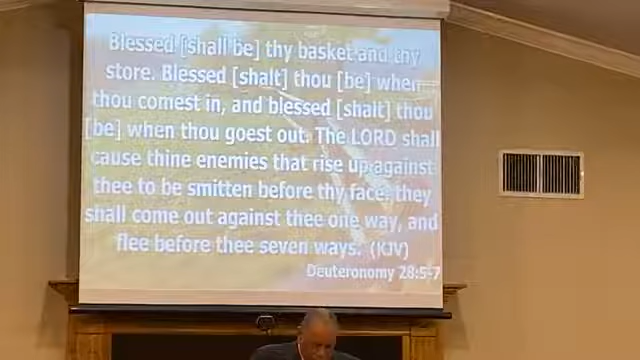 Blessed [shall be] thy basket and thy
store. Blessed [shalt] thou [be] when
thou comest in, and blessed [shalt] thou
[be] when thou goest out. The LORD shall
cause thine enemies that rise up against
thee to be smitten before thy face: they
shall come out against thee one way, and
flee before thee seven ways. (KJV)
Deuteronomy 28:5-7